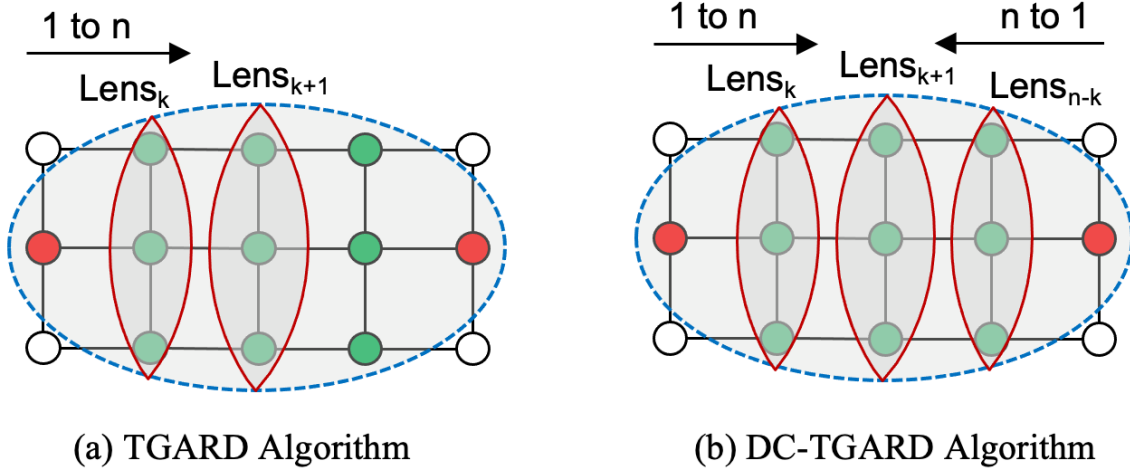 1 to n
Lensₖ
Lensₖ₊₁
(a) TGARD Algorithm
1 to n
n to 1
Lensₖ
Lensₖ₊₁
Lensₙ₋ₖ
(b) DC-TGARD Algorithm